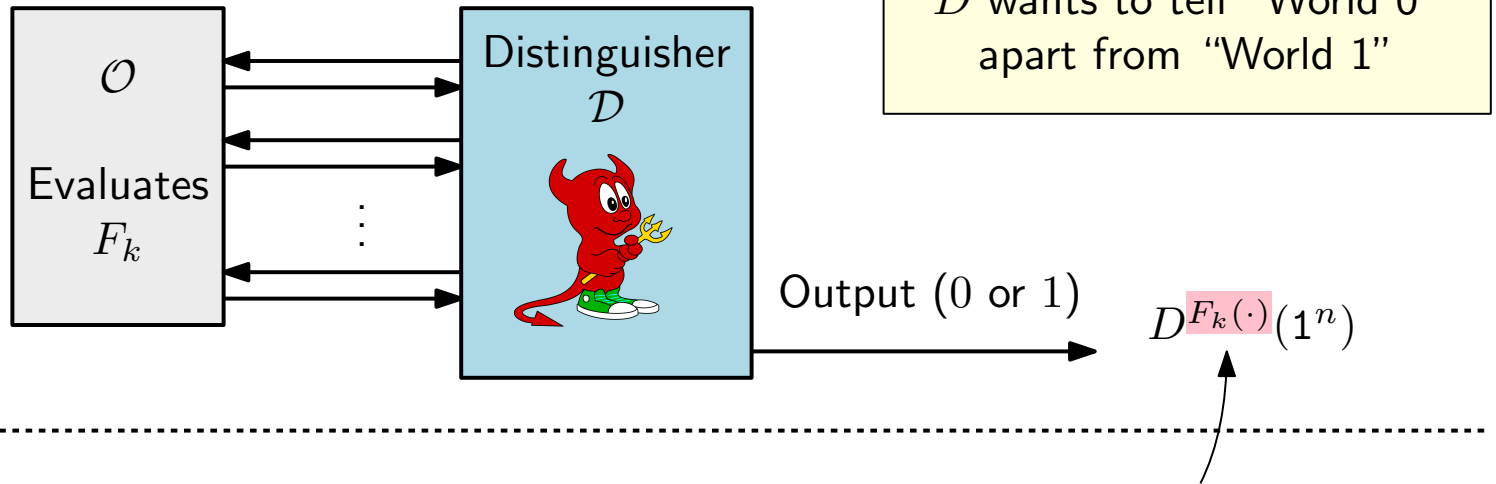 D wants to tell "World 0"
apart from "World 1"
𝒪
Evaluates
F_k
Distinguisher
𝒟
⋮
Output (0 or 1)
D^{F_k(·)}(1^n)